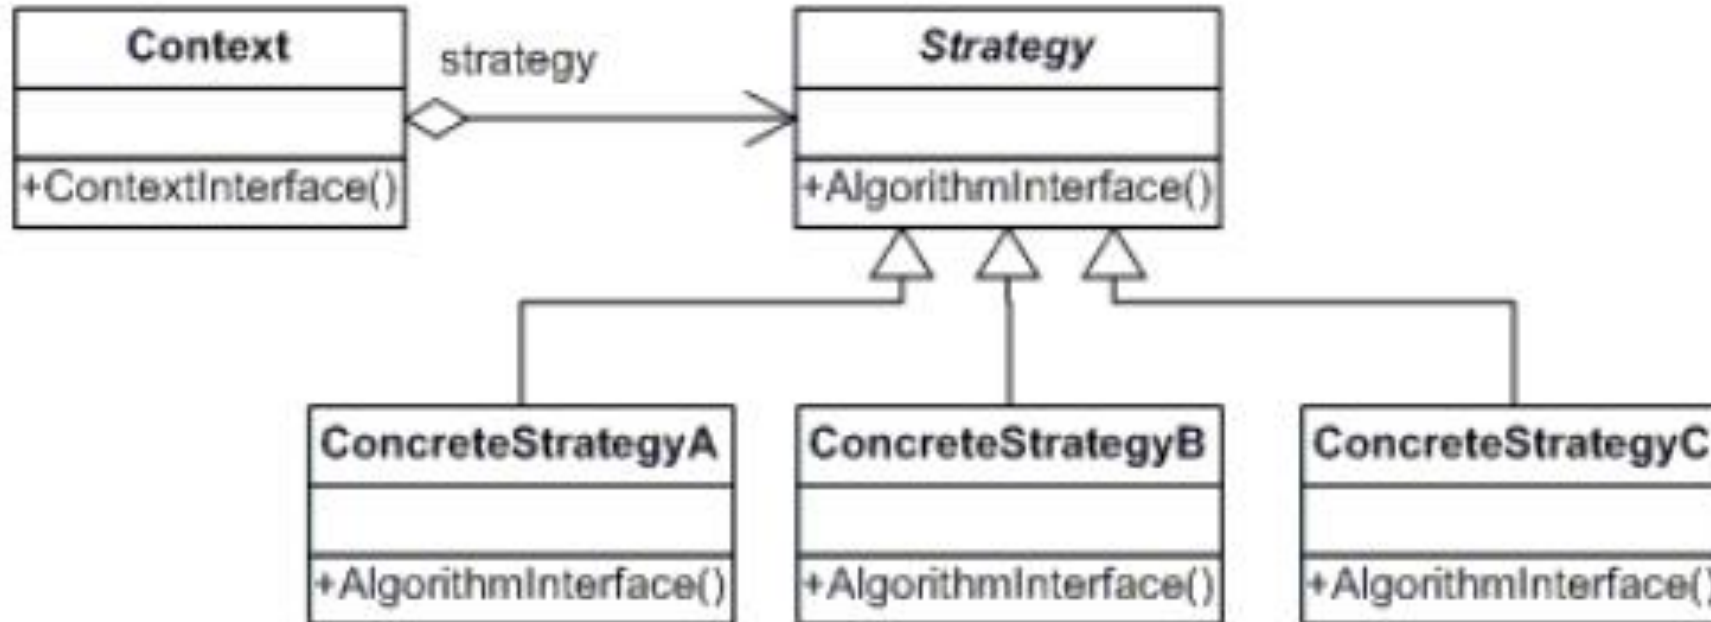 Context
strategy
Strategy
+ContextInterface()
+AlgorithmInterface()
ConcreteStrategyA
ConcreteStrategyB
ConcreteStrategyC
+AlgorithmInterface()
+AlgorithmInterface()
+AlgorithmInterface()